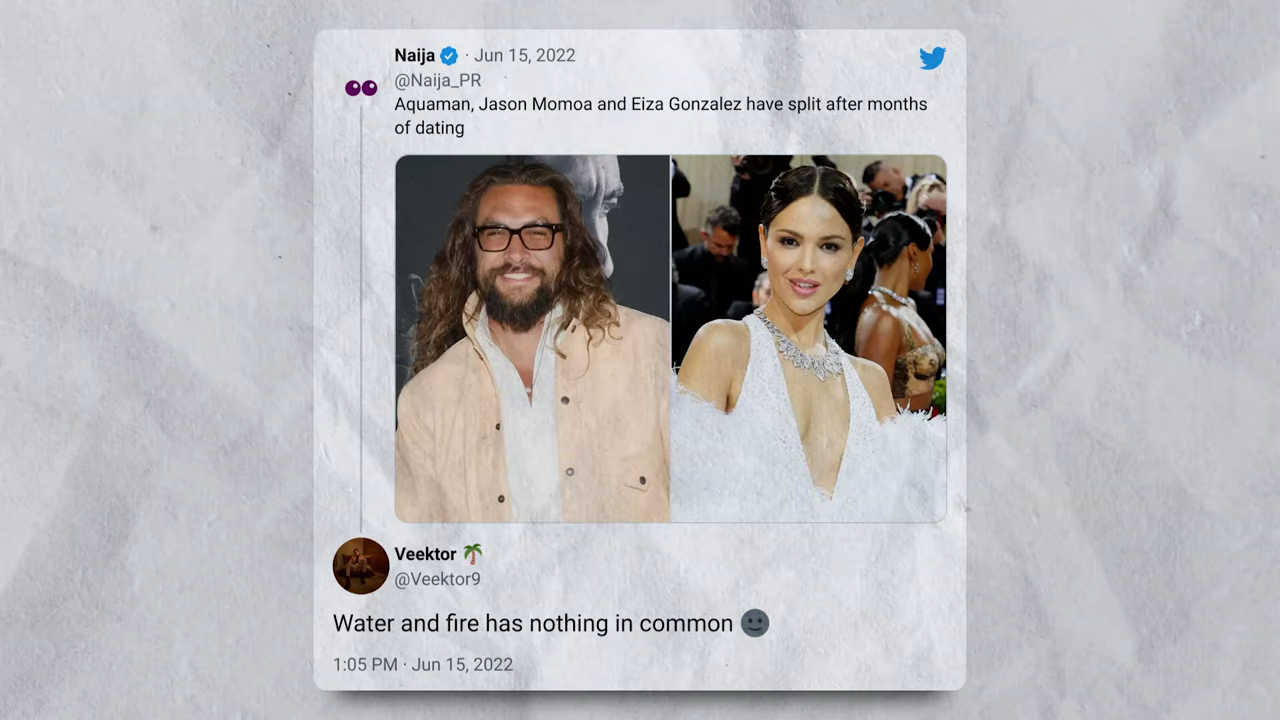 Naija · Jun 15, 2022
@Naija_PR
Aquaman, Jason Momoa and Eiza Gonzalez have split after months
of dating
Veektor 🌴
@Veektor9
Water and fire has nothing in common 🌚
1:05 PM · Jun 15, 2022